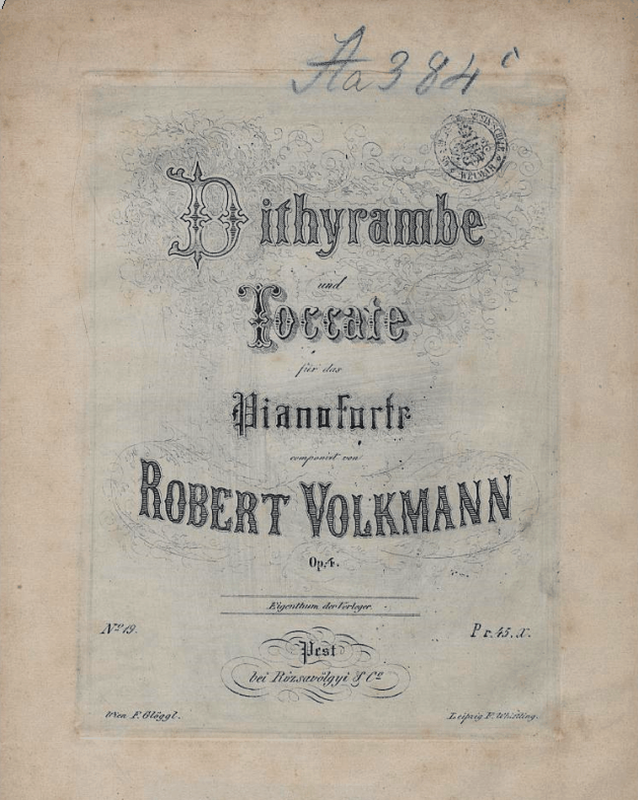 Aa 384
Dithyrambe
und
Toccate
für das
Pianoforte
componirt von
ROBERT VOLKMANN
Op. 4.
Eigenthum der Verleger.
No. 19.
Pr. 45. x.
Pest
bei Rózsavölgyi & Co.
Wien F. Glöggl.
Leipzig F. Whistling.